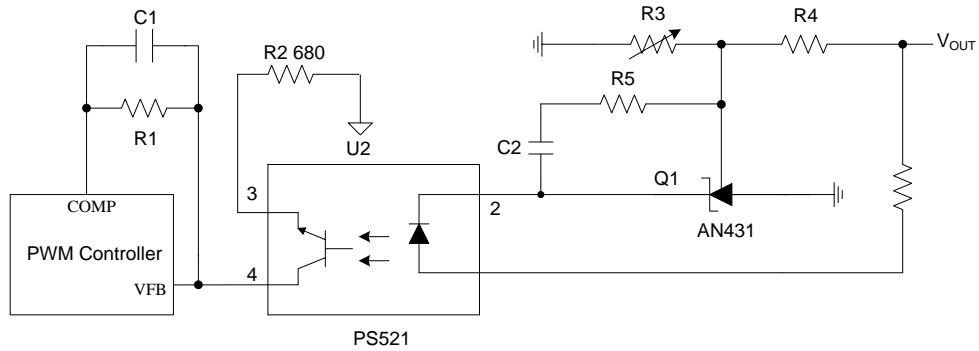 C1
R3
R4
VOUT
R2 680
R5
R1
C2
U2
Q1
3
2
COMP
AN431
PWM Controller
4
VFB
PS521